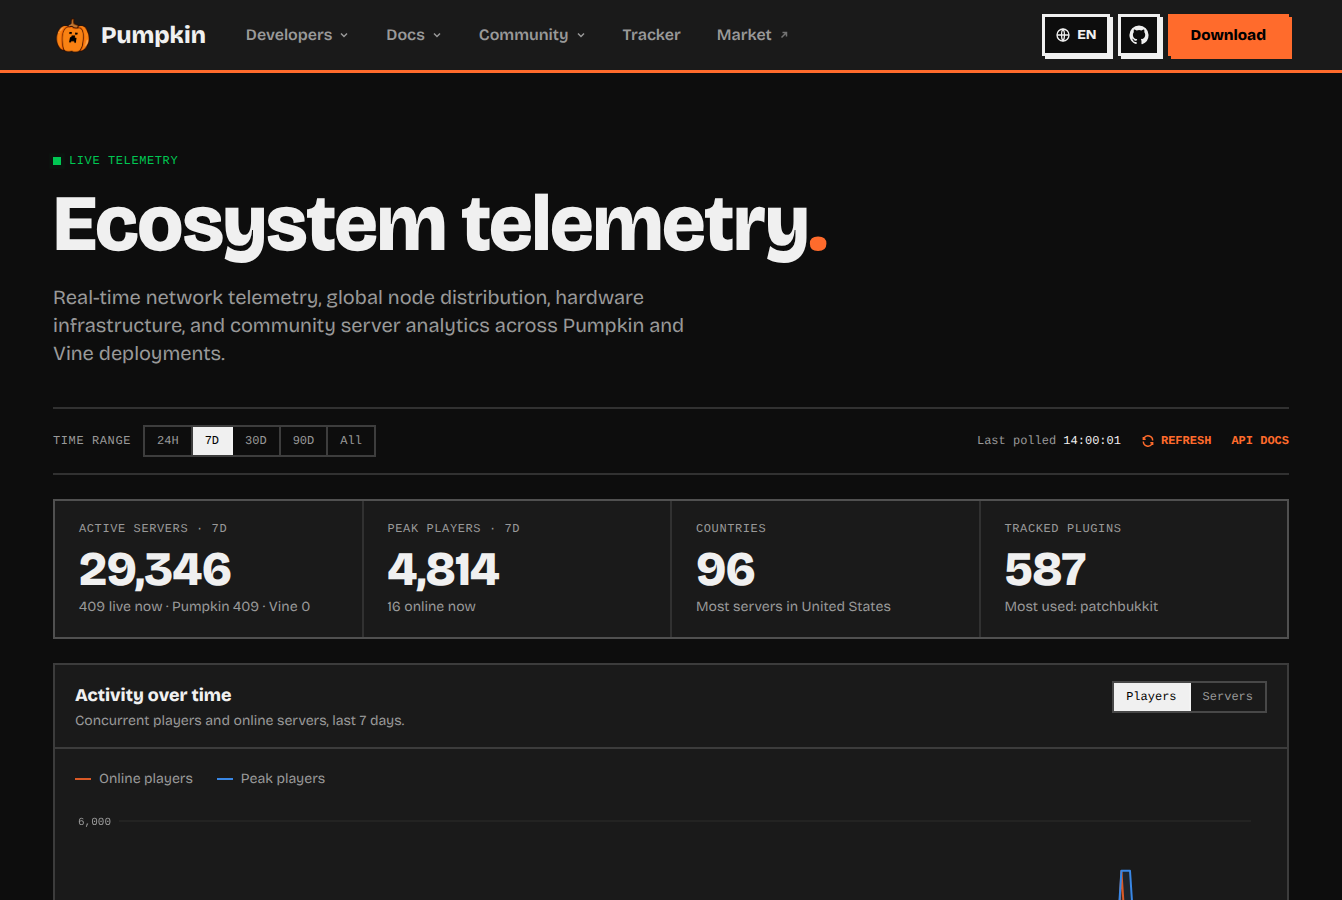 Pumpkin
Developers
Docs
Community
Tracker
Market ↗
EN
Download
LIVE TELEMETRY
Ecosystem telemetry.
Real-time network telemetry, global node distribution, hardware
infrastructure, and community server analytics across Pumpkin and
Vine deployments.
TIME RANGE
24H
7D
30D
90D
All
Last polled 14:00:01
REFRESH
API DOCS
ACTIVE SERVERS · 7D
29,346
409 live now · Pumpkin 409 · Vine 0
PEAK PLAYERS · 7D
4,814
16 online now
COUNTRIES
96
Most servers in United States
TRACKED PLUGINS
587
Most used: patchbukkit
Activity over time
Concurrent players and online servers, last 7 days.
Players
Servers
Online players
Peak players
6,000